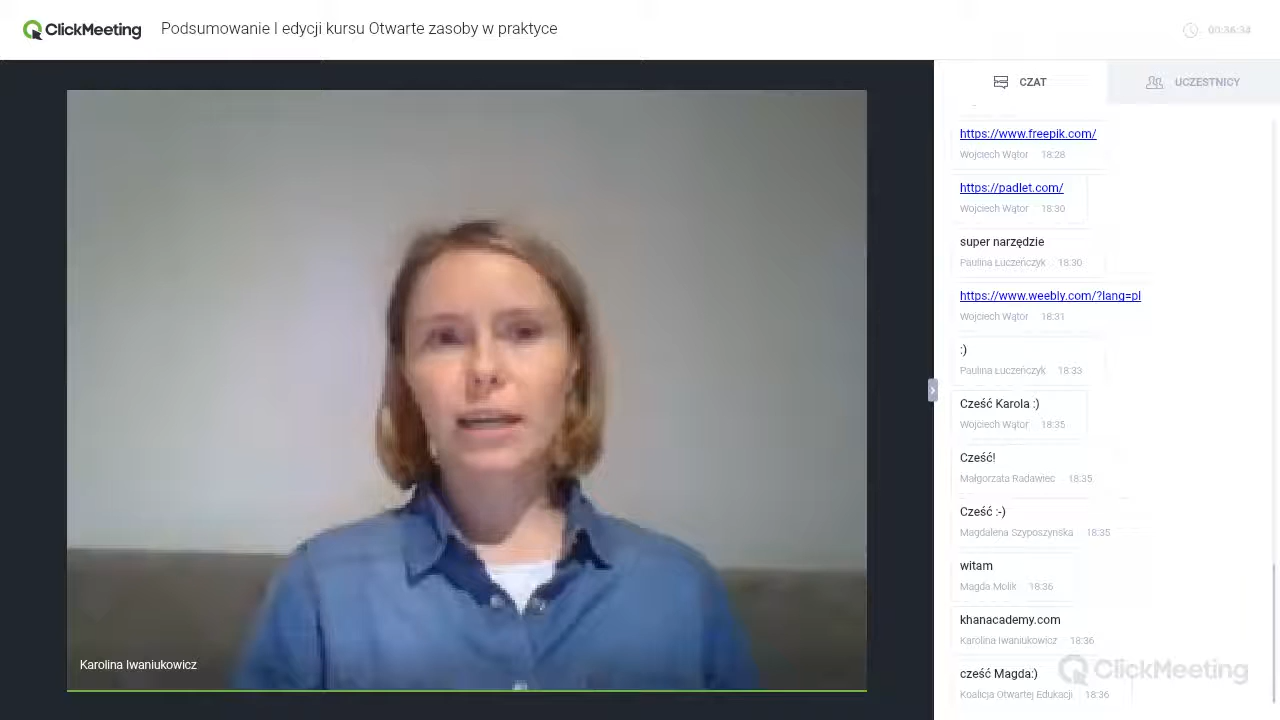 ClickMeeting
Podsumowanie I edycji kursu Otwarte zasoby w praktyce
00:36:34
CZAT
UCZESTNICY
https://www.freepik.com/
Wojciech Wątor 18:28
https://padlet.com/
Wojciech Wątor 18:30
super narzędzie
Paulina Łuczeńczyk 18:30
https://www.weebly.com/?lang=pl
Wojciech Wątor 18:31
:)
Paulina Łuczeńczyk 18:33
Cześć Karola :)
Wojciech Wątor 18:35
Cześć!
Małgorzata Radawiec 18:35
Cześć :-)
Magdalena Szyposzyńska 18:35
witam
Magda Molik 18:36
khanacademy.com
Karolina Iwaniukowicz 18:36
cześć Magda:)
Koalicja Otwartej Edukacji 18:36
Karolina Iwaniukowicz
ClickMeeting